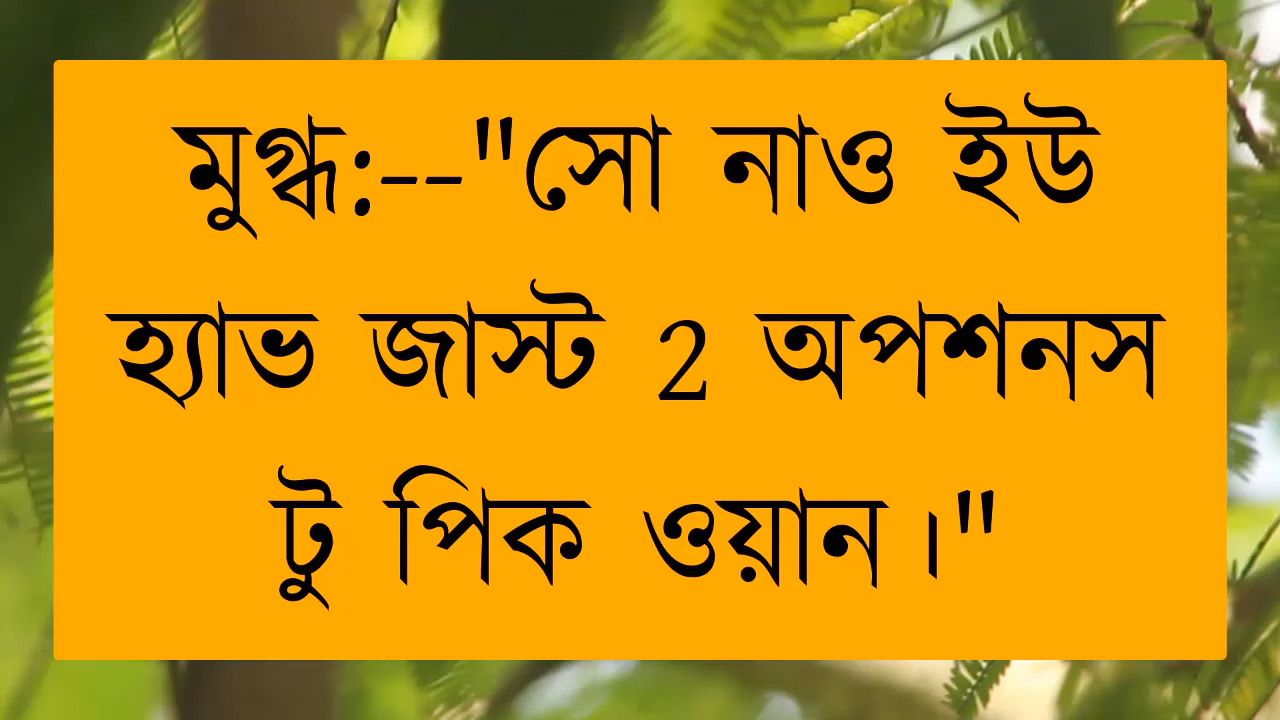 মুগ্ধ:--"সো নাও ইউ
হ্যাভ জাস্ট 2 অপশনস
টু পিক ওয়ান।"